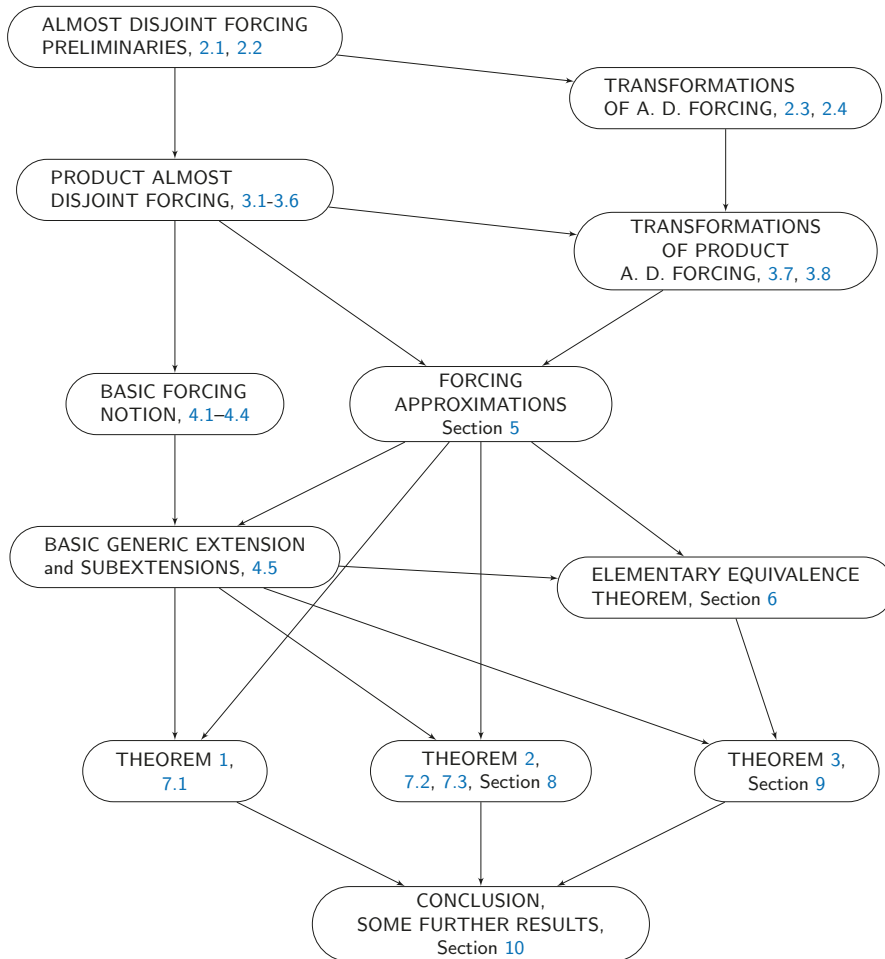 ALMOST DISJOINT FORCING
PRELIMINARIES, 2.1, 2.2
TRANSFORMATIONS
OF A. D. FORCING, 2.3, 2.4
PRODUCT ALMOST
DISJOINT FORCING, 3.1-3.6
TRANSFORMATIONS
OF PRODUCT
A. D. FORCING, 3.7, 3.8
BASIC FORCING
NOTION, 4.1–4.4
FORCING
APPROXIMATIONS
Section 5
BASIC GENERIC EXTENSION
and SUBEXTENSIONS, 4.5
ELEMENTARY EQUIVALENCE
THEOREM, Section 6
THEOREM 1,
7.1
THEOREM 2,
7.2, 7.3, Section 8
THEOREM 3,
Section 9
CONCLUSION,
SOME FURTHER RESULTS,
Section 10